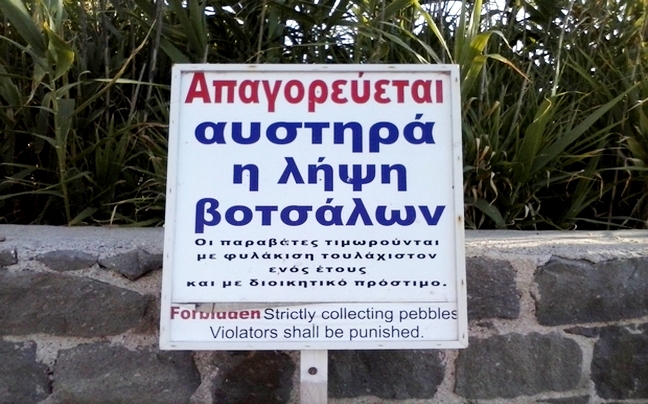 Απαγορεύεται
αυστηρά
η λήψη
βοτσάλων
Οι παραβάτες τιμωρούνται
με φυλάκιση τουλάχιστον
ενός έτους
και με διοικητικό πρόστιμο.
Forbidden Strictly collecting pebbles
Violators shall be punished.